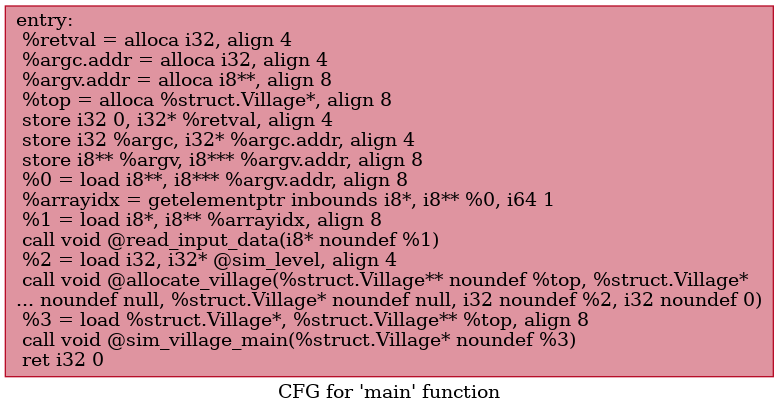 entry:
%retval = alloca i32, align 4
%argc.addr = alloca i32, align 4
%argv.addr = alloca i8**, align 8
%top = alloca %struct.Village*, align 8
store i32 0, i32* %retval, align 4
store i32 %argc, i32* %argc.addr, align 4
store i8** %argv, i8*** %argv.addr, align 8
%0 = load i8**, i8*** %argv.addr, align 8
%arrayidx = getelementptr inbounds i8*, i8** %0, i64 1
%1 = load i8*, i8** %arrayidx, align 8
call void @read_input_data(i8* noundef %1)
%2 = load i32, i32* @sim_level, align 4
call void @allocate_village(%struct.Village** noundef %top, %struct.Village*
... noundef null, %struct.Village* noundef null, i32 noundef %2, i32 noundef 0)
%3 = load %struct.Village*, %struct.Village** %top, align 8
call void @sim_village_main(%struct.Village* noundef %3)
ret i32 0
CFG for 'main' function